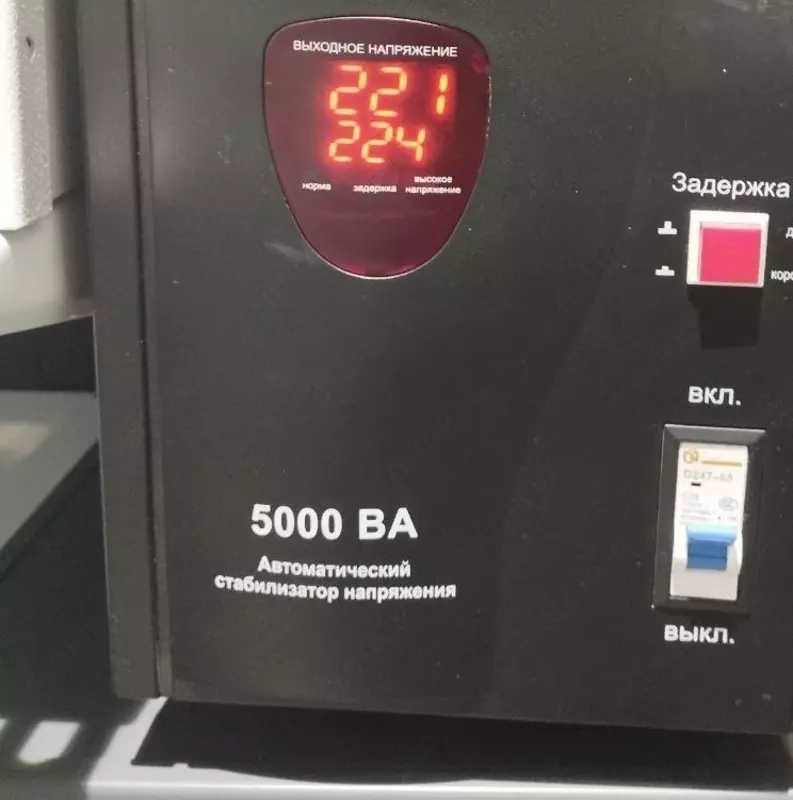 ВЫХОДНОЕ НАПРЯЖЕНИЕ
221
224
норма задержка высокое напряжение
Задержка
ВКЛ.
DZ47-63
5000 ВА
Автоматический
стабилизатор напряжения
ВЫКЛ.